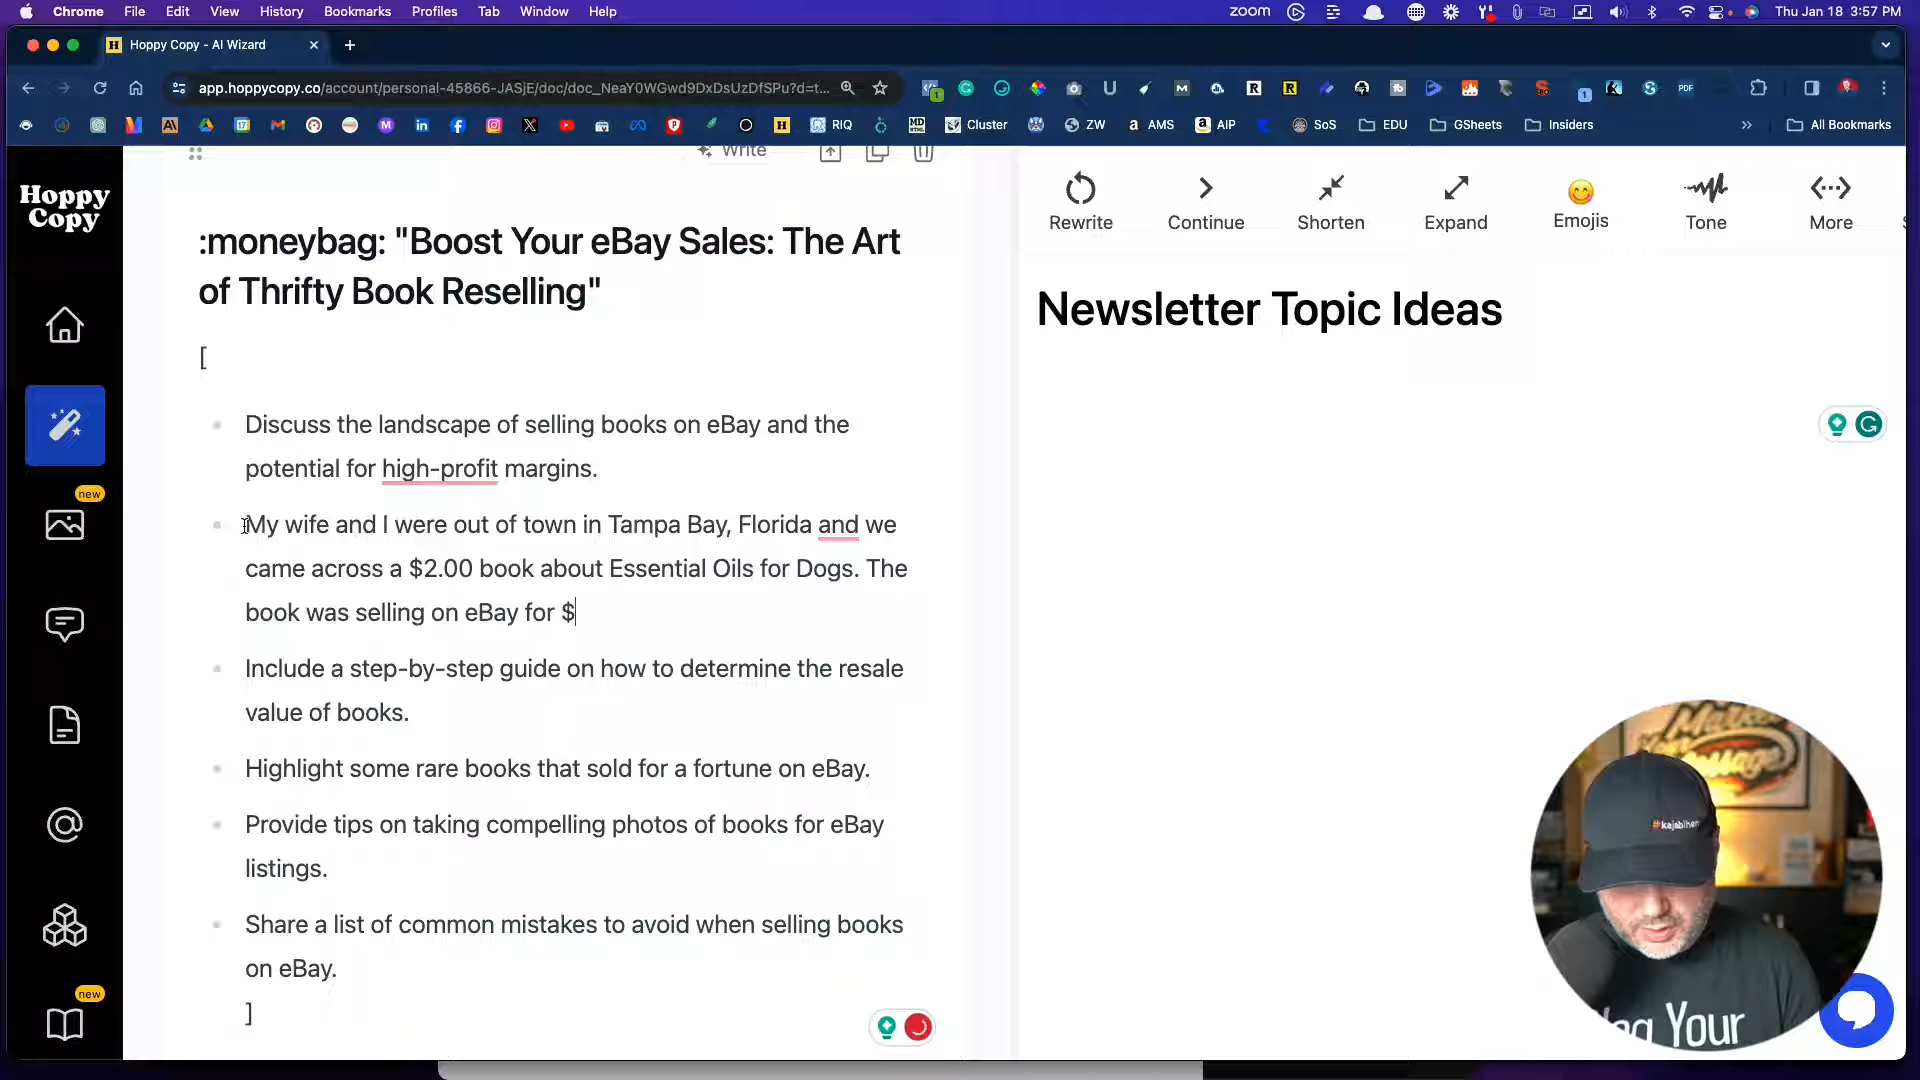 Chrome File Edit View History Bookmarks Profiles Tab Window Help
zoom Thu Jan 18 3:57 PM
Hoppy Copy - AI Wizard
app.hoppycopy.co/account/personal-45866-JASjE/doc/doc_NeaY0WGwd9DxDsUzDfSPu?d=t...
RIQ Cluster ZW AMS AIP SoS EDU GSheets Insiders All Bookmarks
Hoppy
Copy
new
new
Write
:moneybag: "Boost Your eBay Sales: The Art
of Thrifty Book Reselling"
[
Discuss the landscape of selling books on eBay and the
potential for high-profit margins.
My wife and I were out of town in Tampa Bay, Florida and we
came across a $2.00 book about Essential Oils for Dogs. The
book was selling on eBay for $
Include a step-by-step guide on how to determine the resale
value of books.
Highlight some rare books that sold for a fortune on eBay.
Provide tips on taking compelling photos of books for eBay
listings.
Share a list of common mistakes to avoid when selling books
on eBay.
]
Rewrite Continue Shorten Expand Emojis Tone More
Newsletter Topic Ideas
Your